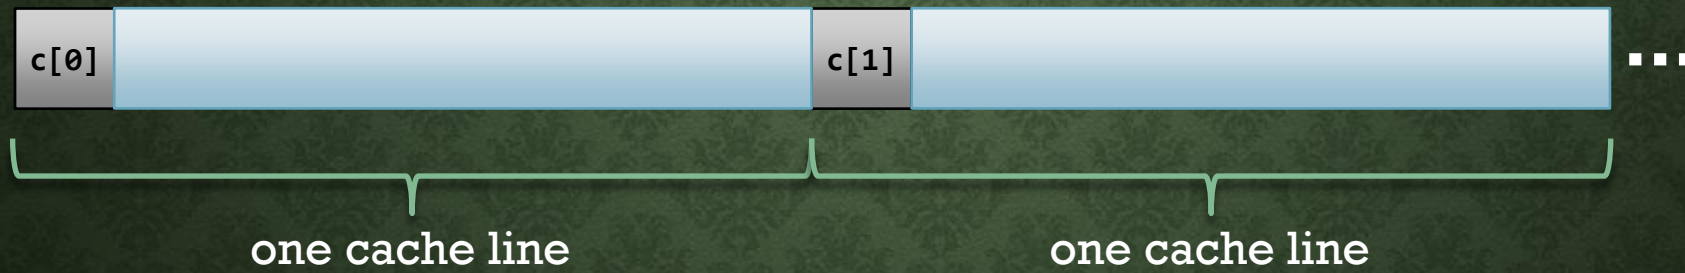 c[0] c[1] ...
one cache line one cache line